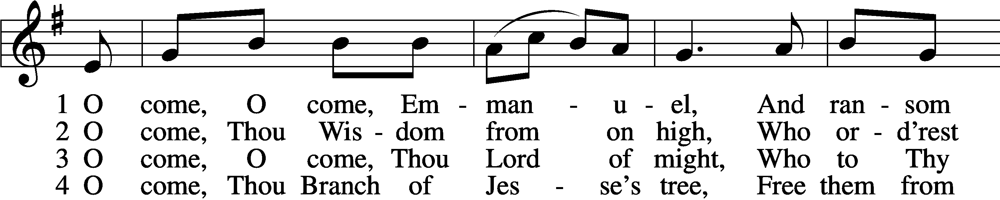 1 O come, O come, Em - man - u - el, And ran - som
2 O come, Thou Wis - dom from on high, Who or - d’rest
3 O come, O come, Thou Lord of might, Who to Thy
4 O come, Thou Branch of Jes - se’s tree, Free them from